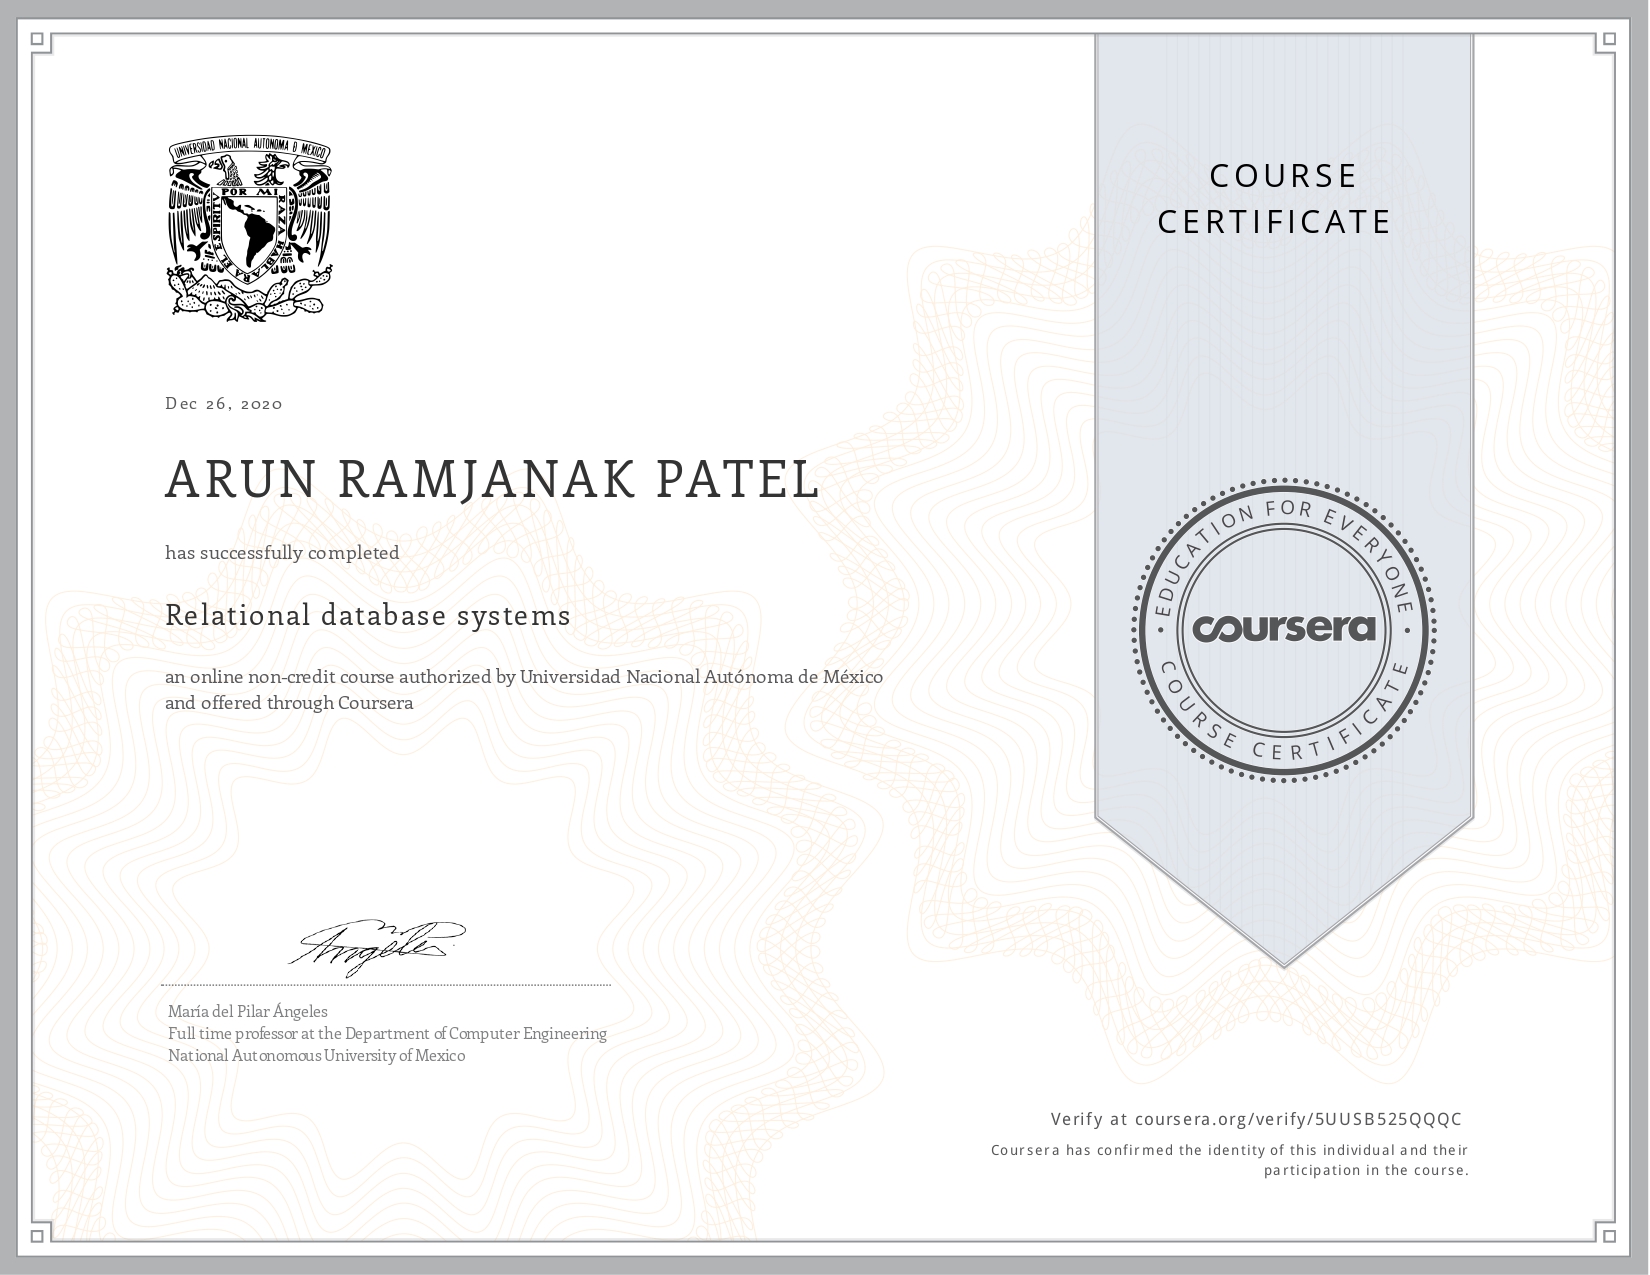 UNIVERSIDAD NACIONAL AUTONOMA D MEXICO
POR MI RAZA HABLARA EL ESPIRITV
COURSE
CERTIFICATE
Dec 26, 2020
ARUN RAMJANAK PATEL
has successfully completed
Relational database systems
an online non-credit course authorized by Universidad Nacional Autónoma de México
and offered through Coursera
EDUCATION FOR EVERYONE
coursera
COURSE CERTIFICATE
Angeles
María del Pilar Ángeles
Full time professor at the Department of Computer Engineering
National Autonomous University of Mexico
Verify at coursera.org/verify/5UUSB525QQQC
Coursera has confirmed the identity of this individual and their
participation in the course.